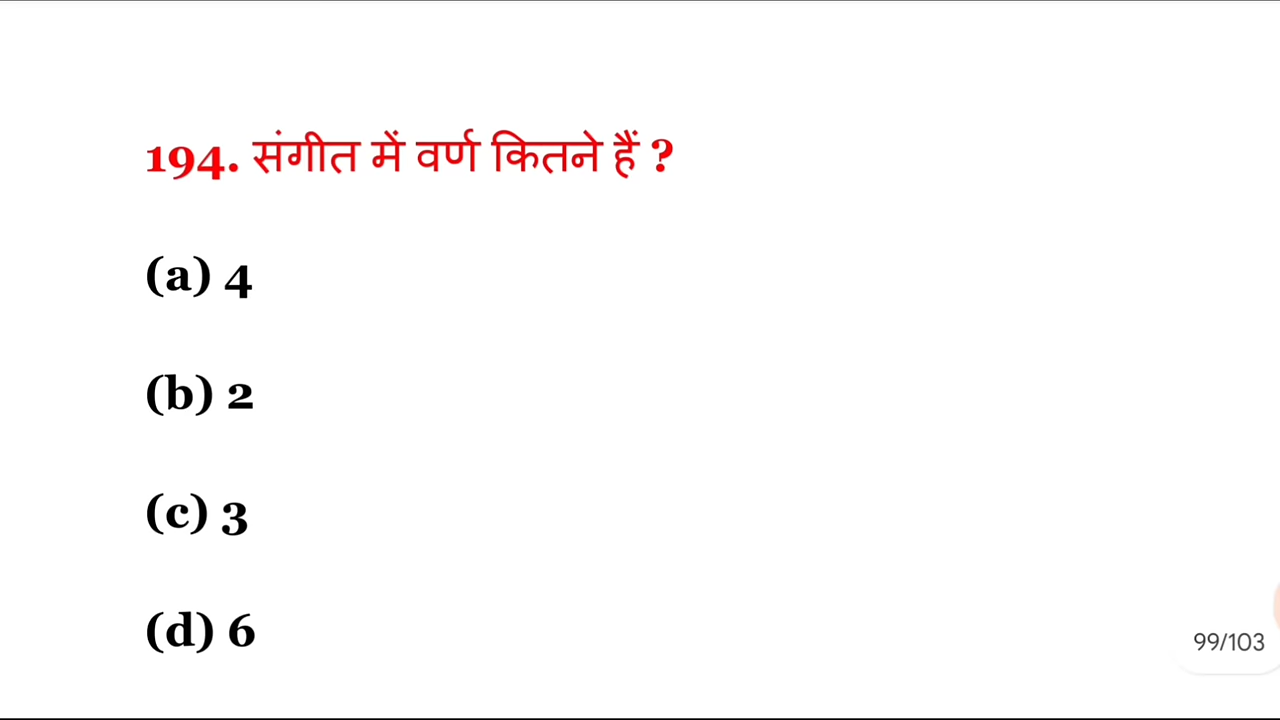 194. संगीत में वर्ण कितने हैं ?
(a) 4
(b) 2
(c) 3
(d) 6
99/103